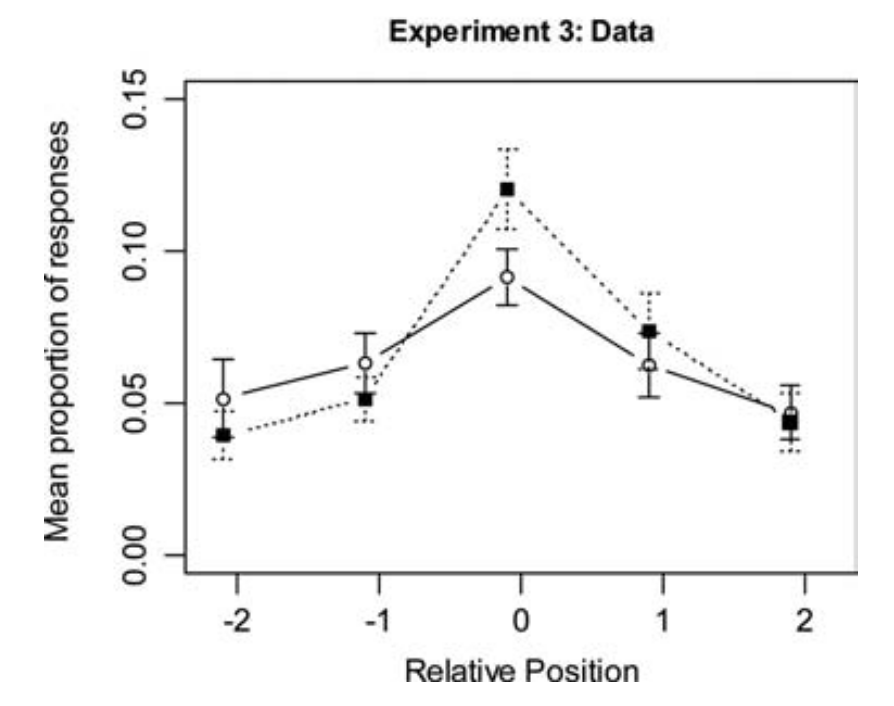 Experiment 3: Data
Mean proportion of responses
0.15
0.10
0.05
0.00
-2 -1 0 1 2
Relative Position